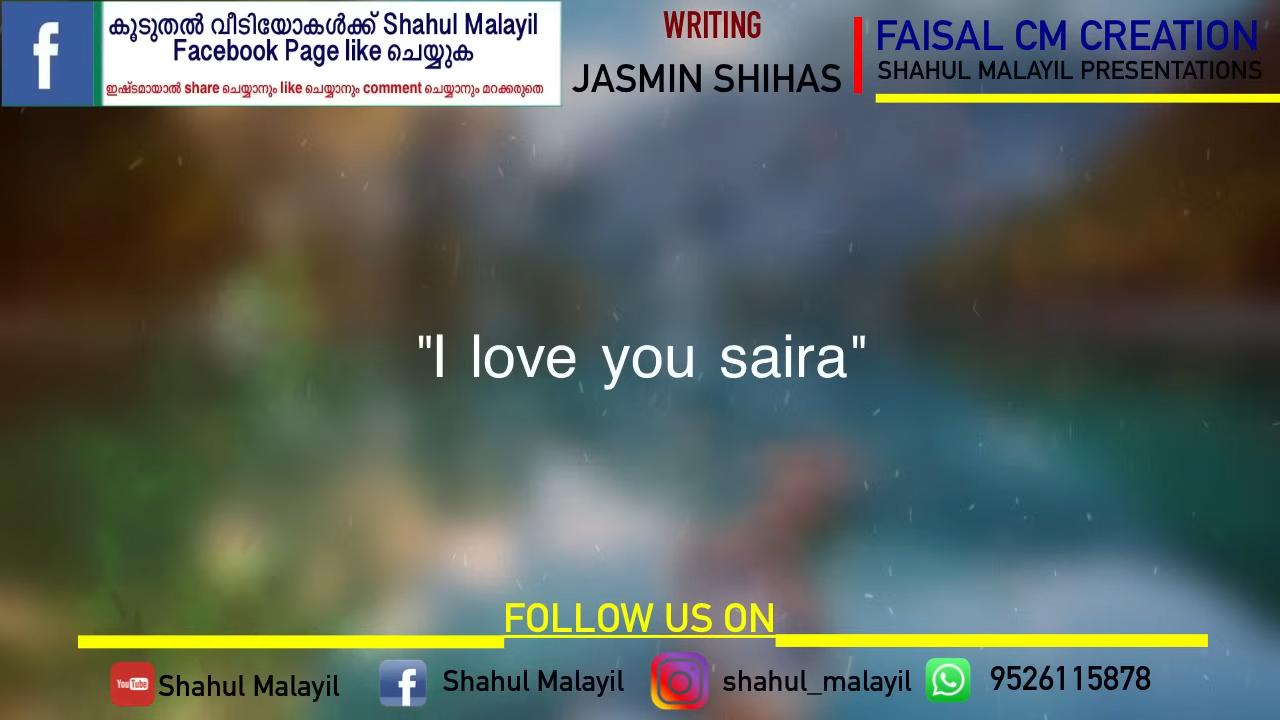 കൂടുതൽ വീടിയോകൾക്ക് Shahul Malayil
Facebook Page like ചെയ്യുക
ഇഷ്ടമായാൽ share ചെയ്യാനും like ചെയ്യാനും comment ചെയ്യാനും മറക്കരുതെ
WRITING
JASMIN SHIHAS
FAISAL CM CREATION
SHAHUL MALAYIL PRESENTATIONS
"I love you saira"
FOLLOW US ON
YouTube Shahul Malayil
Shahul Malayil
shahul_malayil
9526115878